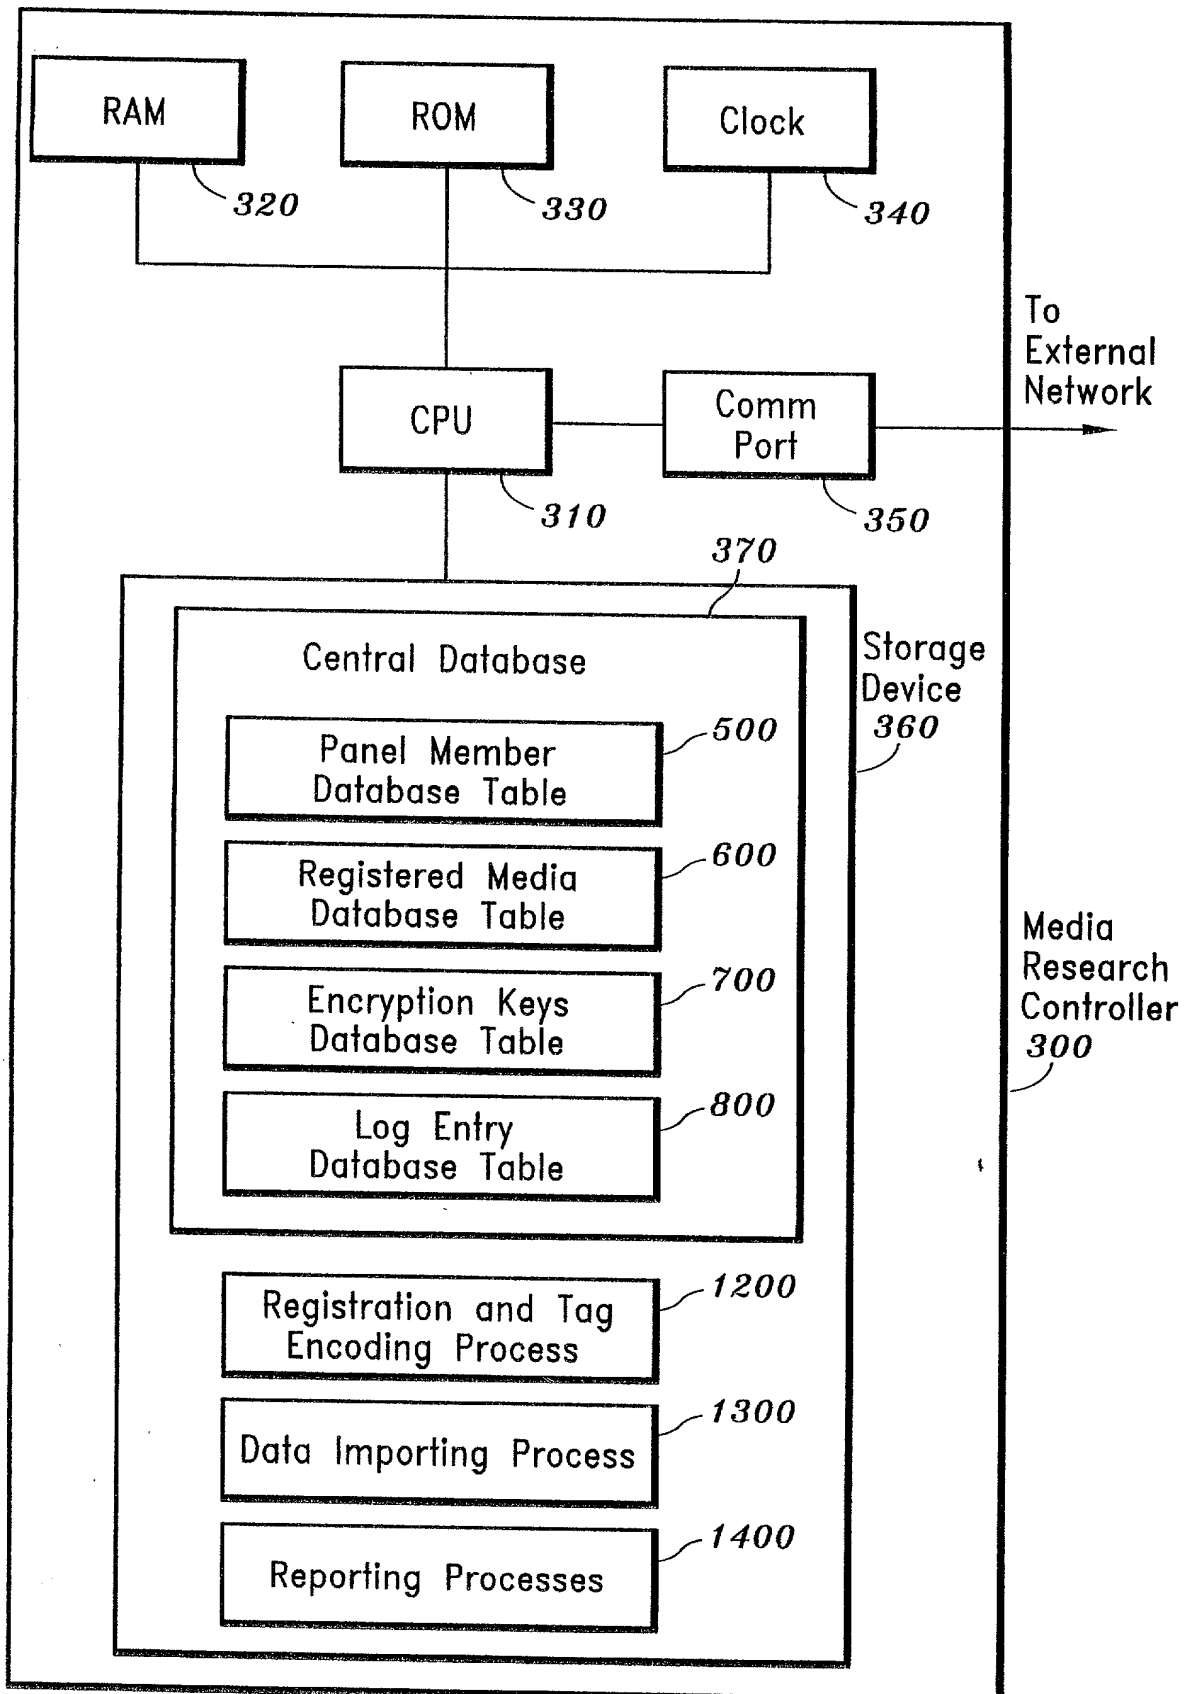 RAM
320
ROM
330
Clock
340
To
External
Network
CPU
310
Comm
Port
350
370
Central Database
Storage
Device
360
Panel Member
Database Table
500
Registered Media
Database Table
600
Encryption Keys
Database Table
700
Log Entry
Database Table
800
Media
Research
Controller
300
Registration and Tag
Encoding Process
1200
Data Importing Process
1300
Reporting Processes
1400